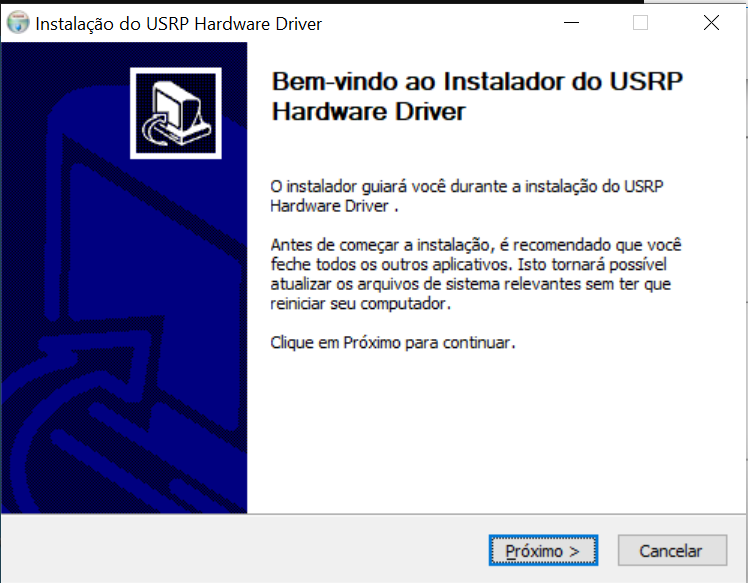 Instalação do USRP Hardware Driver
Bem-vindo ao Instalador do USRP
Hardware Driver
O instalador guiará você durante a instalação do USRP
Hardware Driver .
Antes de começar a instalação, é recomendado que você
feche todos os outros aplicativos. Isto tornará possível
atualizar os arquivos de sistema relevantes sem ter que
reiniciar seu computador.
Clique em Próximo para continuar.
Próximo >
Cancelar